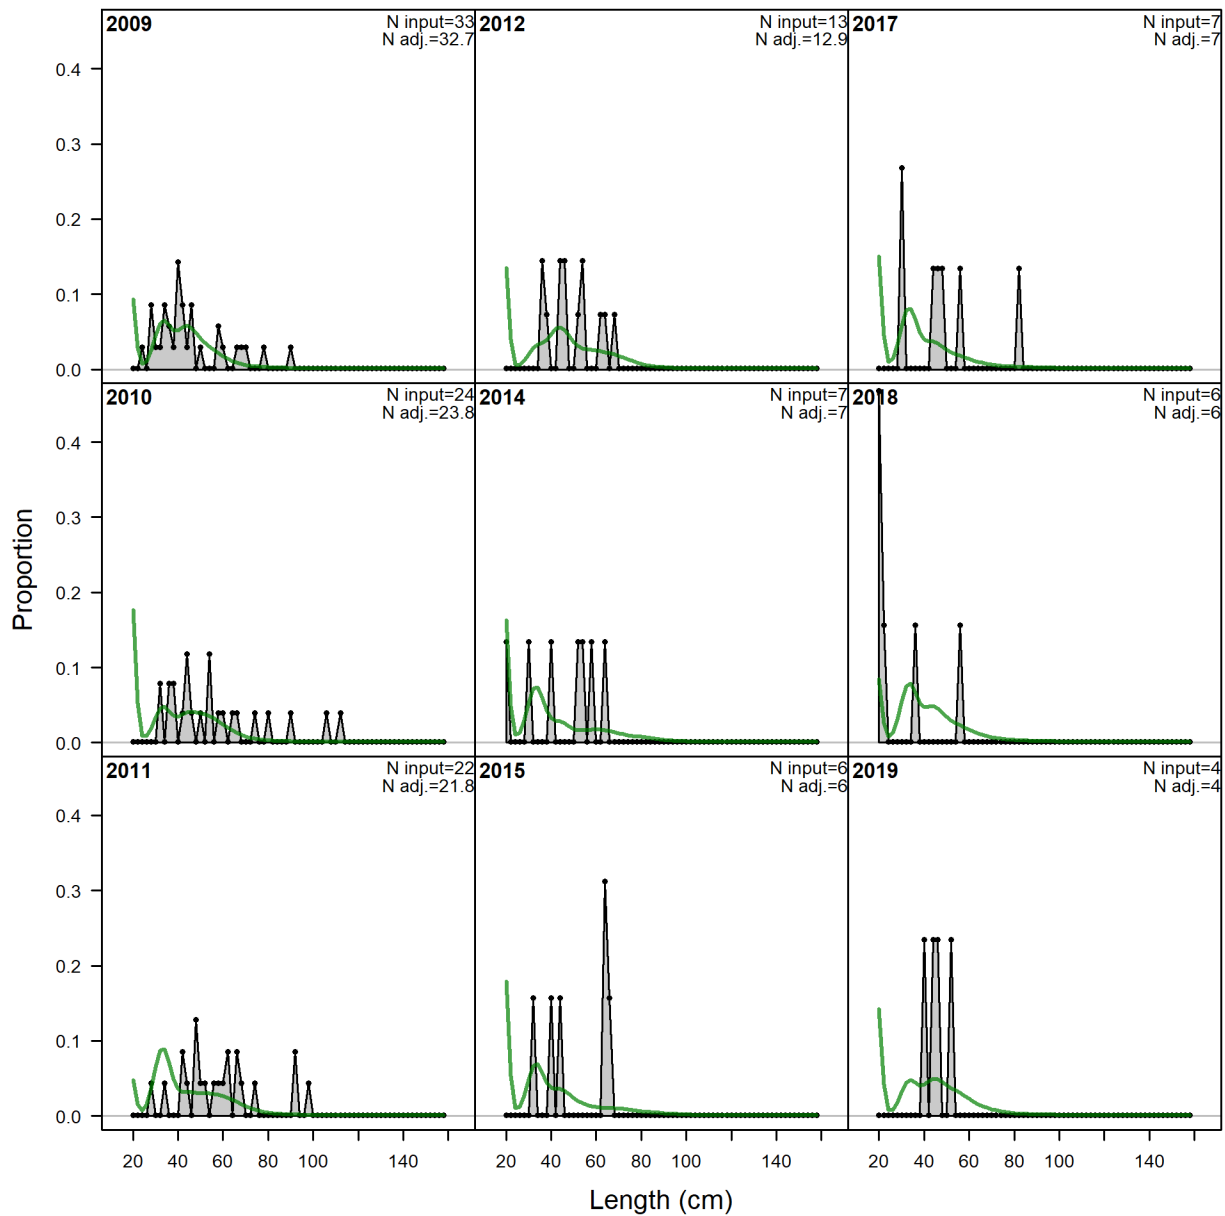 2009
N input=33
N adj.=32.7
2012
N input=13
N adj.=12.9
2017
N input=7
N adj.=7
0.4
0.3
0.2
0.1
0.0
2010
N input=24
N adj.=23.8
2014
N input=7
N adj.=7
2018
N input=6
N adj.=6
0.4
0.3
0.2
0.1
0.0
2011
N input=22
N adj.=21.8
2015
N input=6
N adj.=6
2019
N input=4
N adj.=4
0.4
0.3
0.2
0.1
0.0
Proportion
20 40 60 80 100 140
20 40 60 80 100 140
20 40 60 80 100 140
Length (cm)